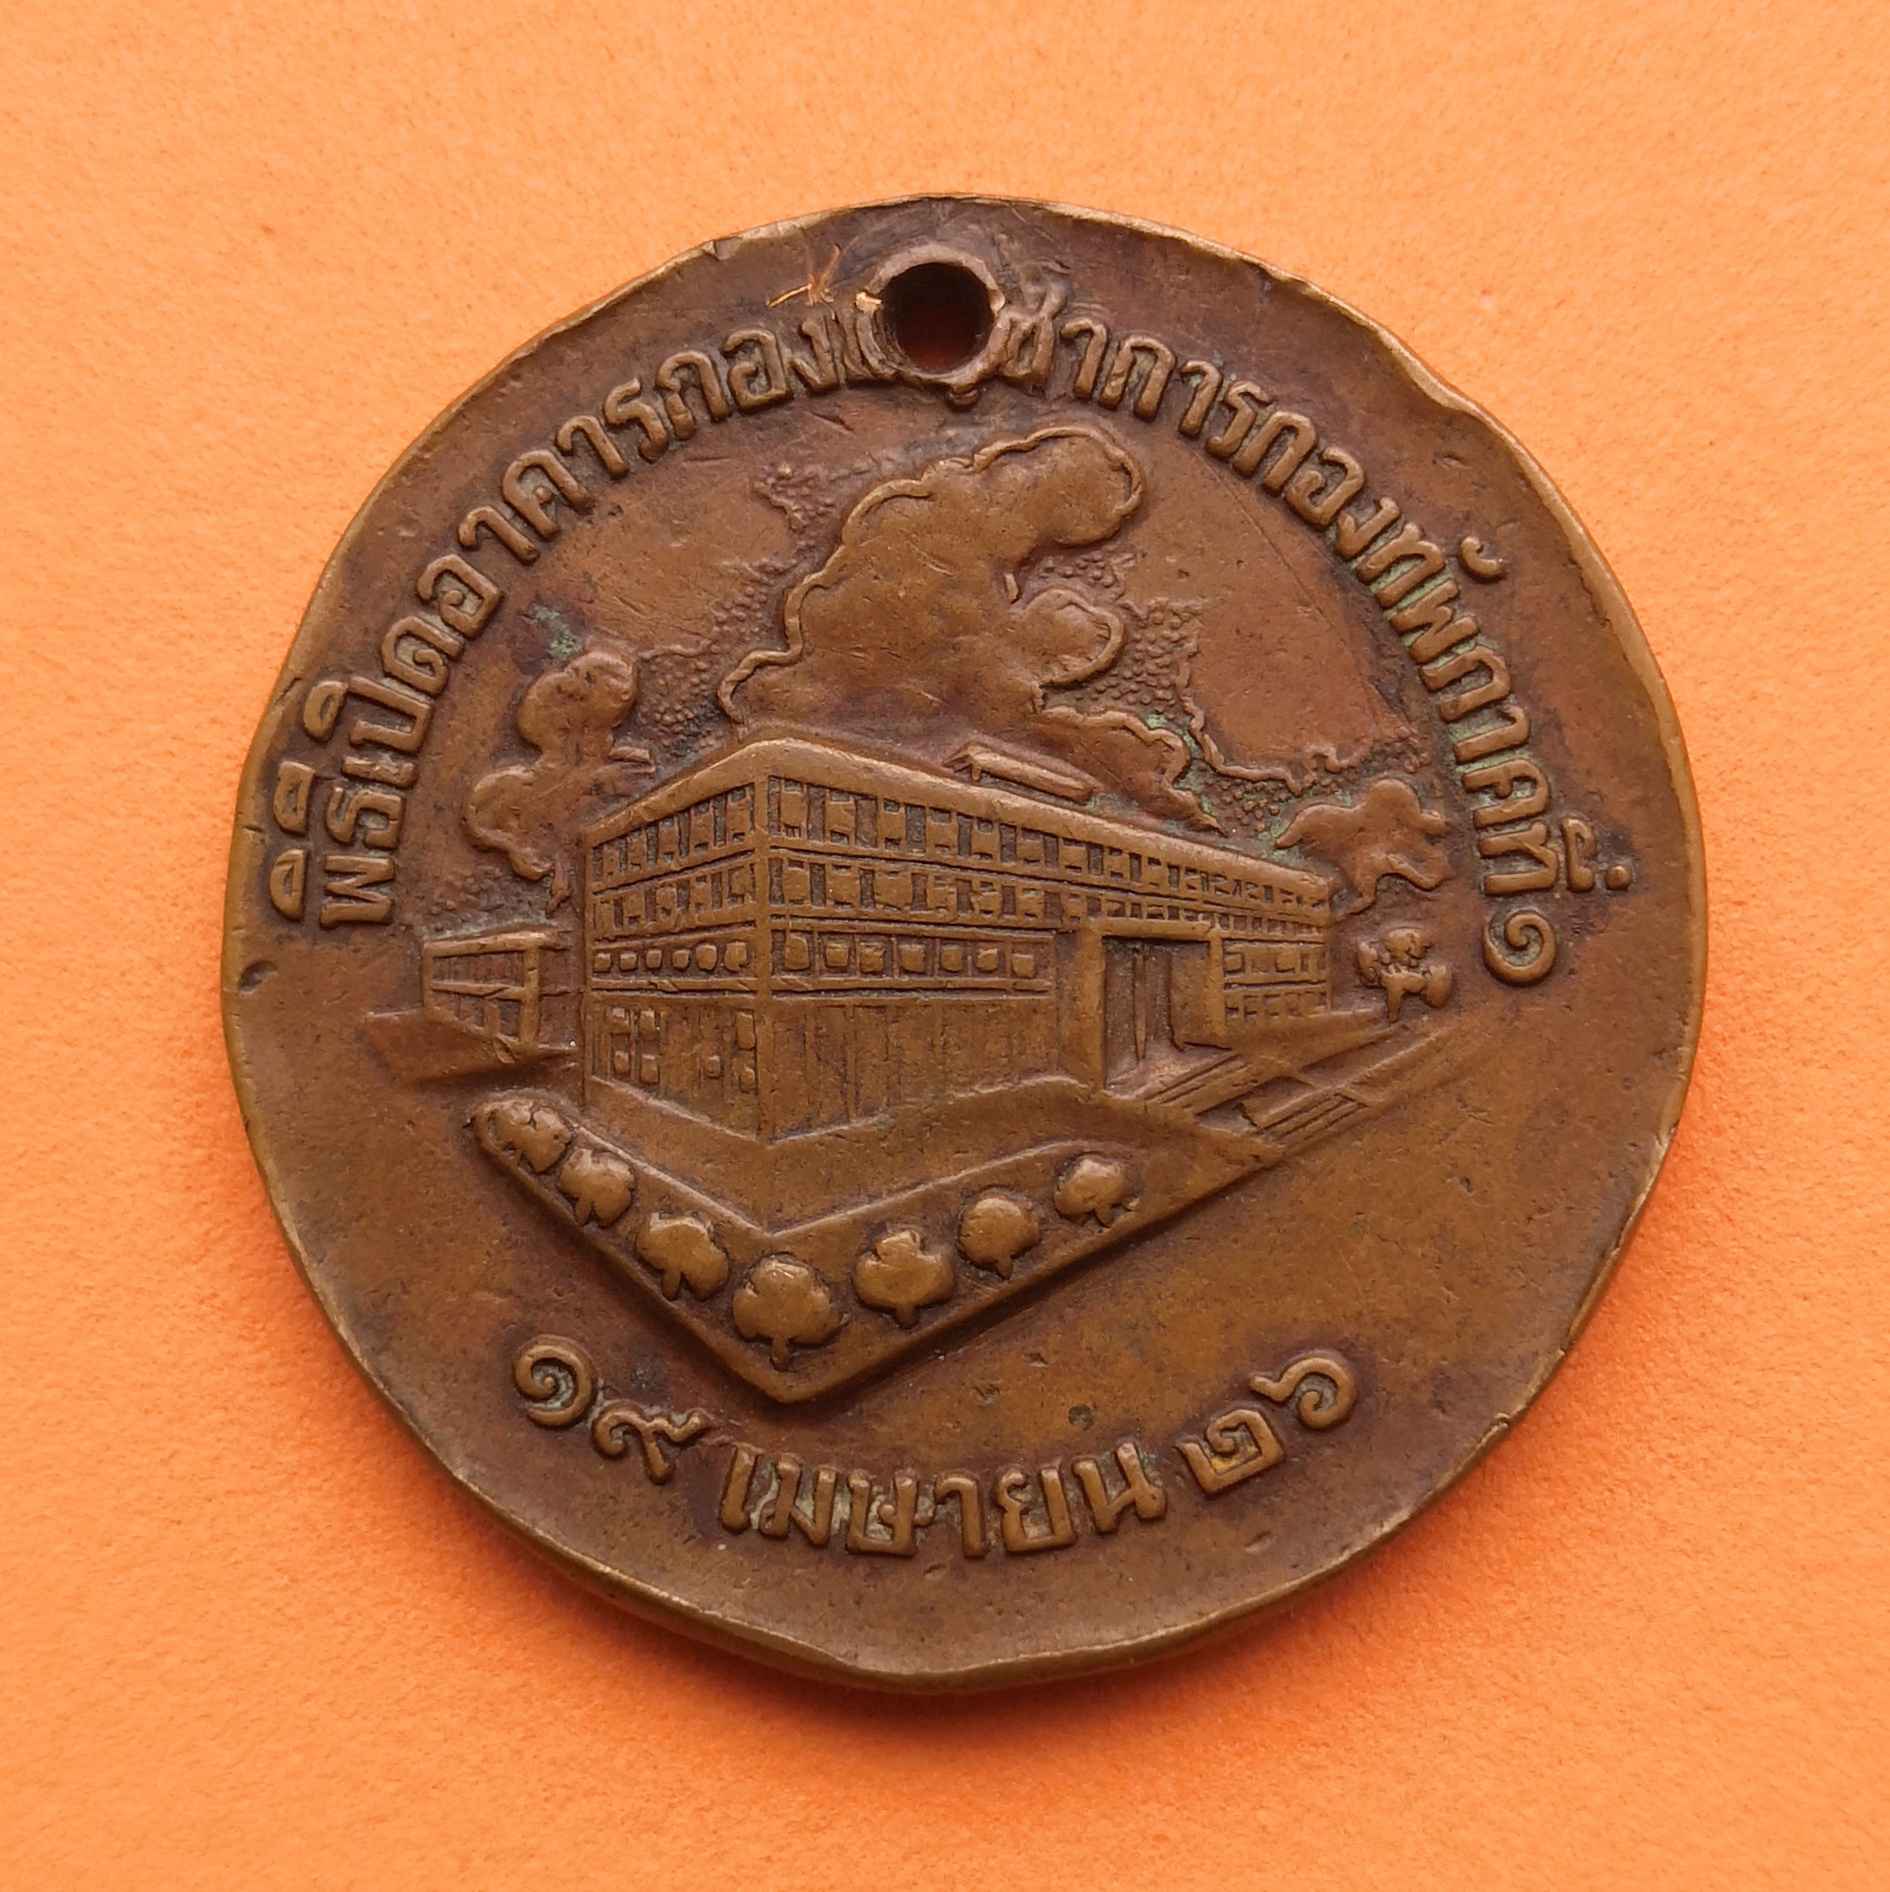 พิธีเปิดอาคารกอง ชาการกองทัพภาคที่ ๑
๑๙ เมษายน ๒๖